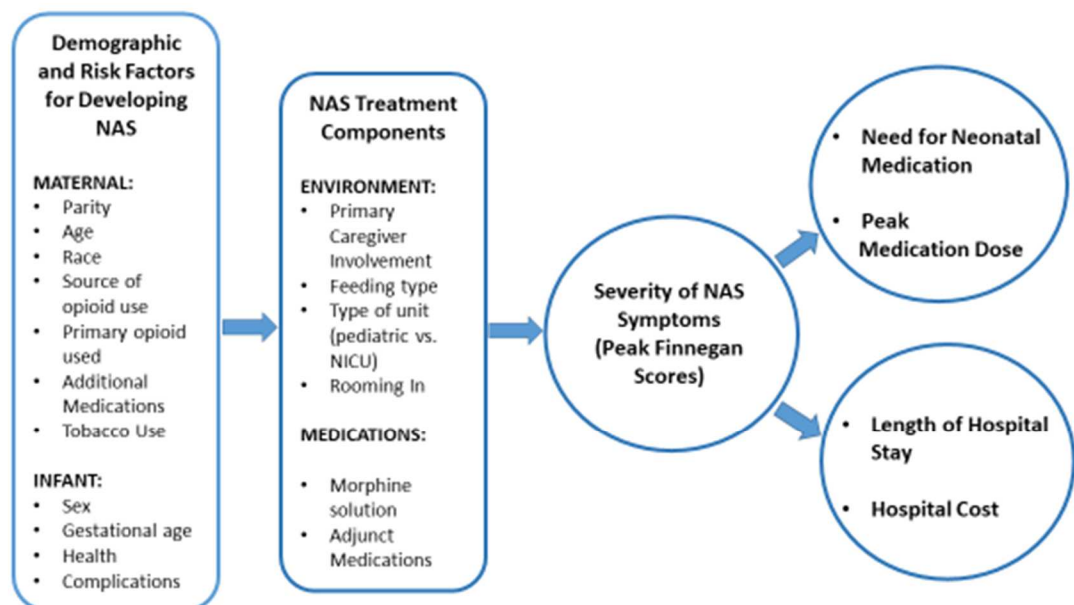 Demographic
and Risk Factors
for Developing
NAS
MATERNAL:
• Parity
• Age
• Race
• Source of
opioid use
• Primary opioid
used
• Additional
Medications
• Tobacco Use
INFANT:
• Sex
• Gestational age
• Health
• Complications
NAS Treatment
Components
ENVIRONMENT:
• Primary
Caregiver
Involvement
• Feeding type
• Type of unit
(pediatric vs.
NICU)
• Rooming In
MEDICATIONS:
• Morphine
solution
• Adjunct
Medications
Severity of NAS
Symptoms
(Peak Finnegan
Scores)
• Need for Neonatal
Medication
• Peak
Medication Dose
• Length of Hospital
Stay
• Hospital Cost